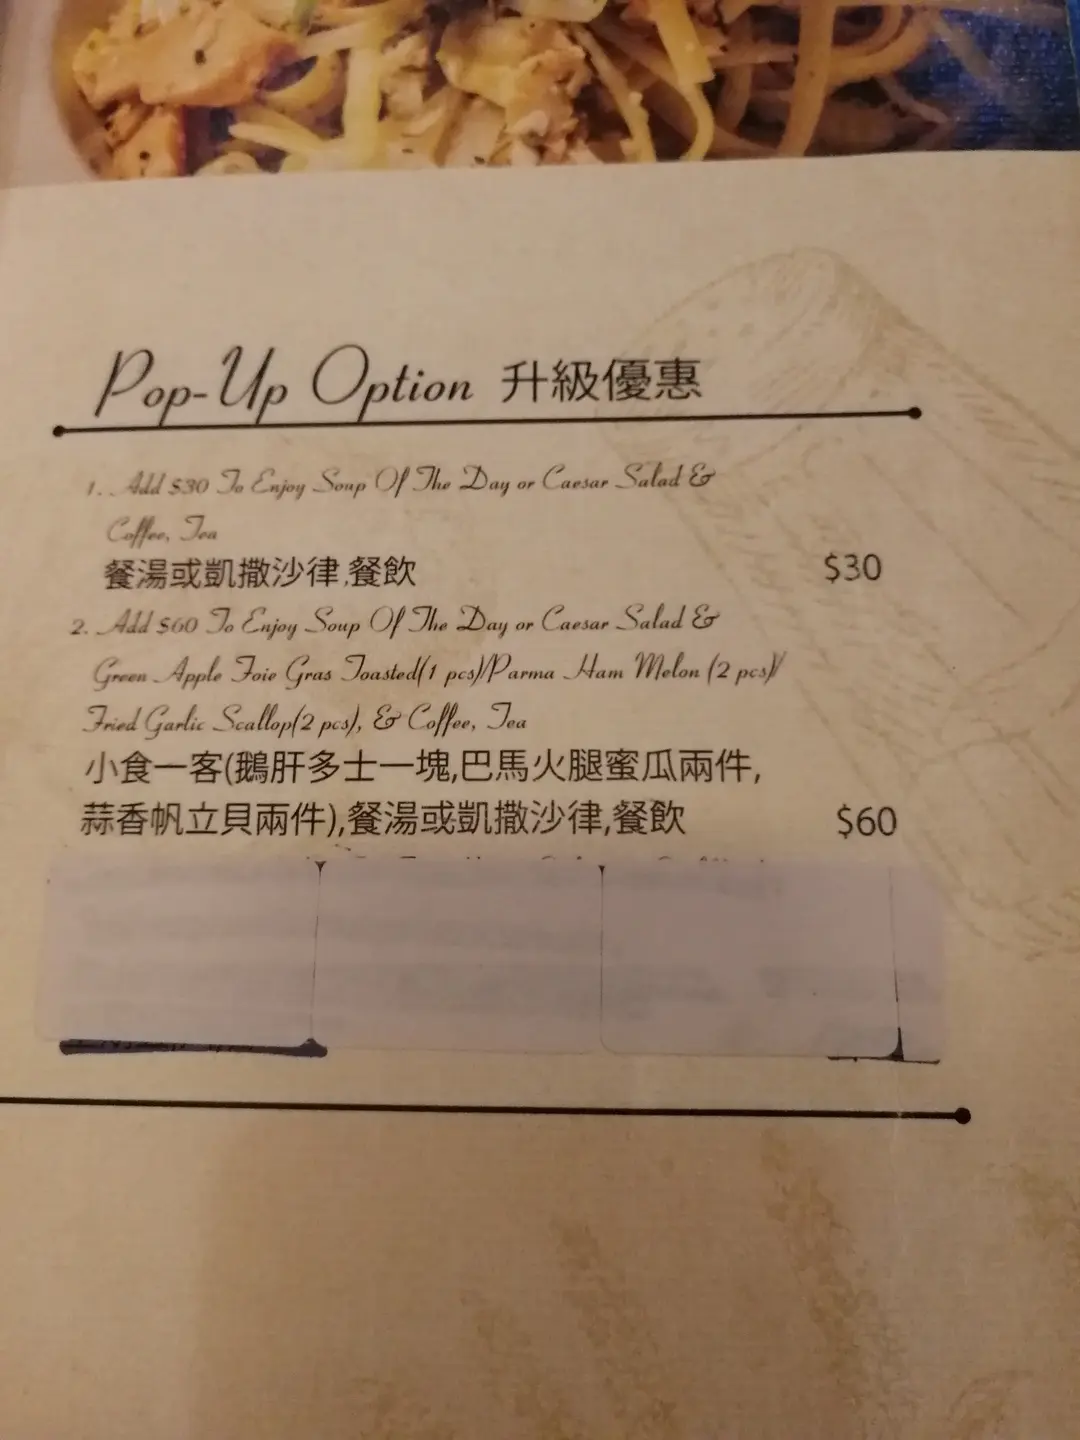 Pop-Up Option 升級優惠
1. Add $30 To Enjoy Soup Of The Day or Caesar Salad &
Coffee, Tea
餐湯或凱撒沙律,餐飲 $30
2. Add $60 To Enjoy Soup Of The Day or Caesar Salad &
Green Apple Foie Gras Toasted(1 pcs)/Parma Ham Melon (2 pcs)/
Fried Garlic Scallop(2 pcs), & Coffee, Tea
小食一客(鵝肝多士一塊,巴馬火腿蜜瓜兩件,
蒜香帆立貝兩件),餐湯或凱撒沙律,餐飲 $60